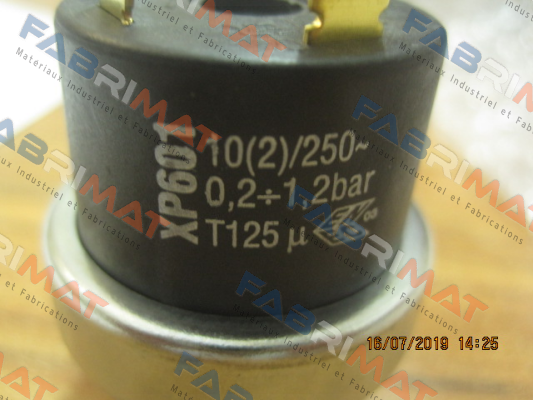 XP601
10(2)/250~
0,2÷1,2bar
T125 µ
16/07/2019 14:25
FABRIMAT
Materiaux Industriel et Fabrications